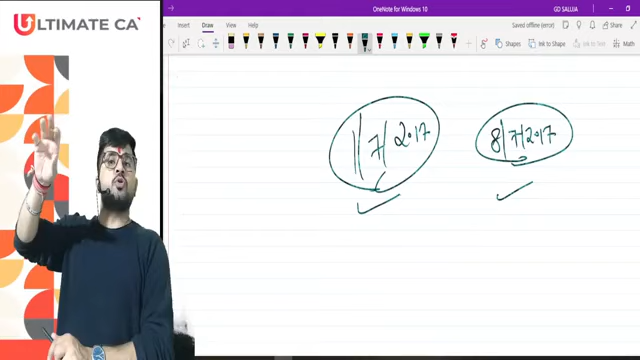 ULTIMATE CA
OneNote for Windows 10
GD SALUJA
Insert Draw View Help
Saved offline (error)
Shapes Ink to Shape Ink to Text Math
1/7/2017 8/7/2017